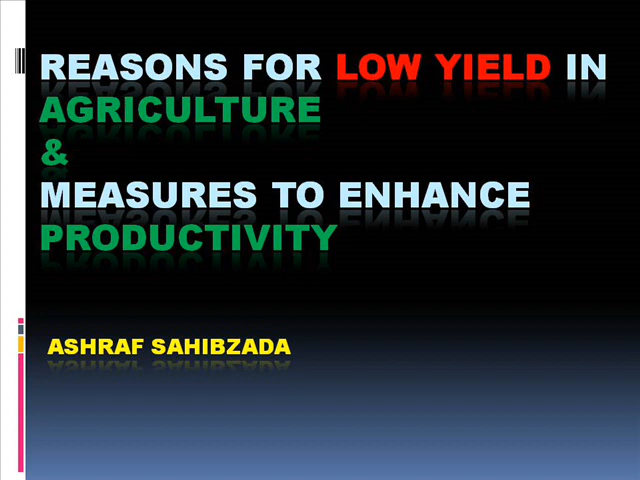 REASONS FOR LOW YIELD IN
AGRICULTURE
&
MEASURES TO ENHANCE
PRODUCTIVITY
ASHRAF SAHIBZADA